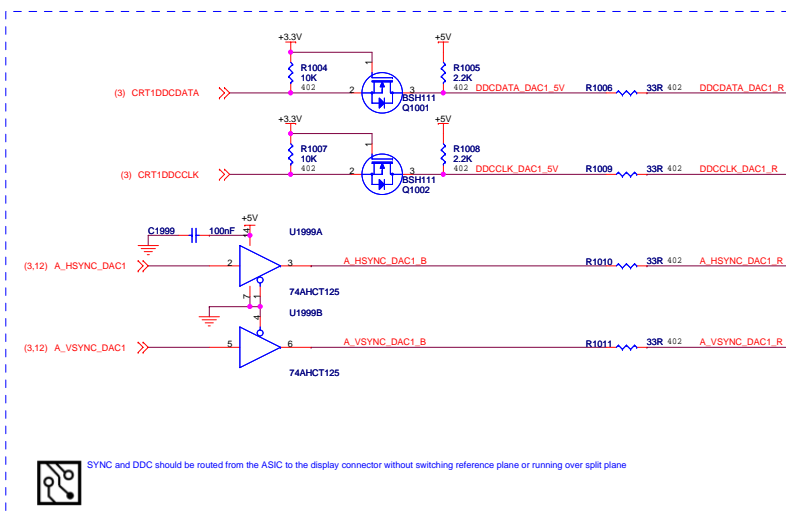 +3.3V
+5V
R1004
10K
402
R1005
2.2K
402
1
(3) CRT1DDCDATA
2
3
BSH111
Q1001
DDCDATA_DAC1_5V
R1006
33R 402
DDCDATA_DAC1_R
+3.3V
+5V
R1007
10K
402
R1008
2.2K
402
1
(3) CRT1DDCCLK
2
3
BSH111
Q1002
DDCCLK_DAC1_5V
R1009
33R 402
DDCCLK_DAC1_R
+5V
C1999
100nF
14
U1999A
(3,12) A_HSYNC_DAC1
2
3
A_HSYNC_DAC1_B
R1010
33R 402
A_HSYNC_DAC1_R
7
1
74AHCT125
U1999B
4
(3,12) A_VSYNC_DAC1
5
6
A_VSYNC_DAC1_B
R1011
33R 402
A_VSYNC_DAC1_R
74AHCT125
SYNC and DDC should be routed from the ASIC to the display connector without switching reference plane or running over split plane